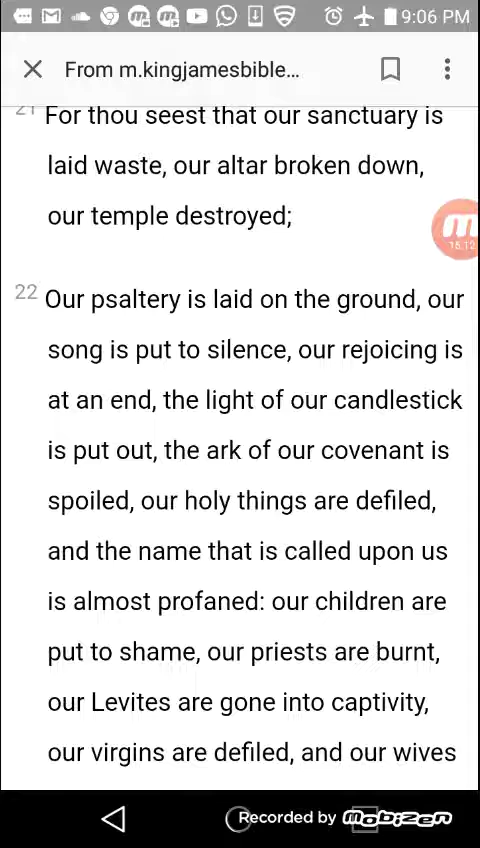 9:06 PM
From m.kingjamesbible...
21 For thou seest that our sanctuary is
laid waste, our altar broken down,
our temple destroyed;
15:12
22 Our psaltery is laid on the ground, our
song is put to silence, our rejoicing is
at an end, the light of our candlestick
is put out, the ark of our covenant is
spoiled, our holy things are defiled,
and the name that is called upon us
is almost profaned: our children are
put to shame, our priests are burnt,
our Levites are gone into captivity,
our virgins are defiled, and our wives
Recorded by Mobizen